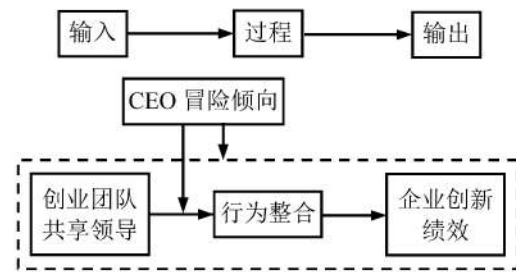 输入
过程
输出
CEO 冒险倾向
创业团队
共享领导
行为整合
企业创新
绩效